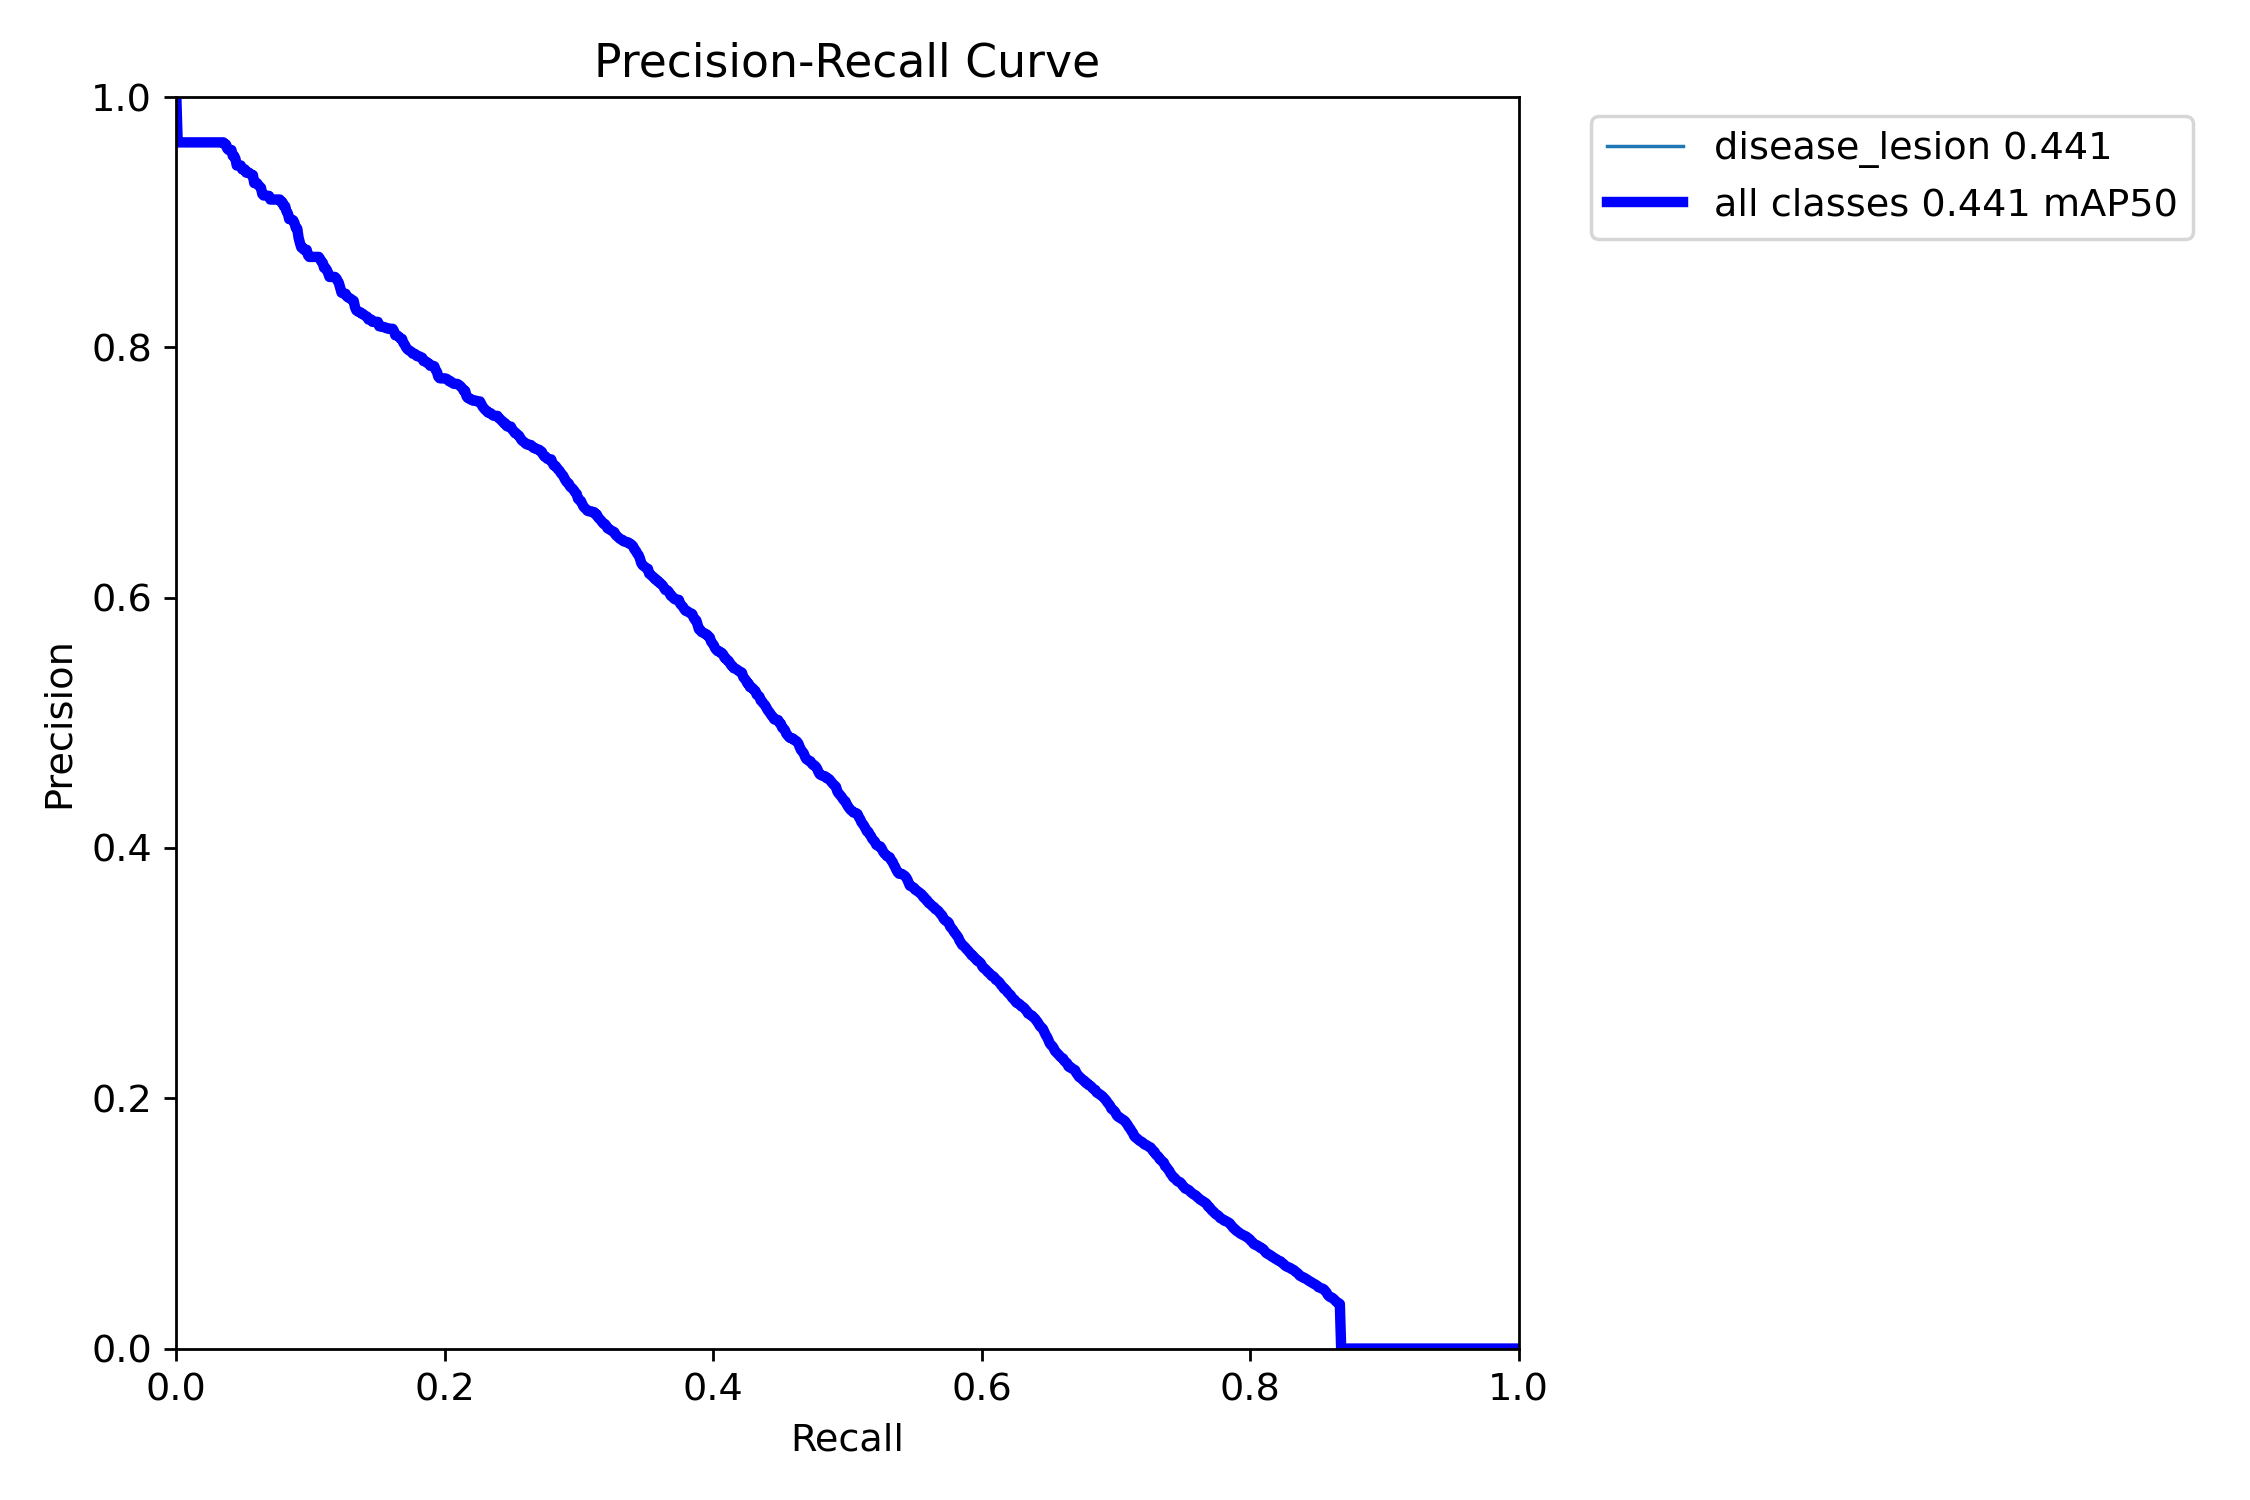 Precision-Recall Curve
disease_lesion 0.441
all classes 0.441 mAP50
Precision
1.0
0.8
0.6
0.4
0.2
0.0
0.0 0.2 0.4 0.6 0.8 1.0
Recall